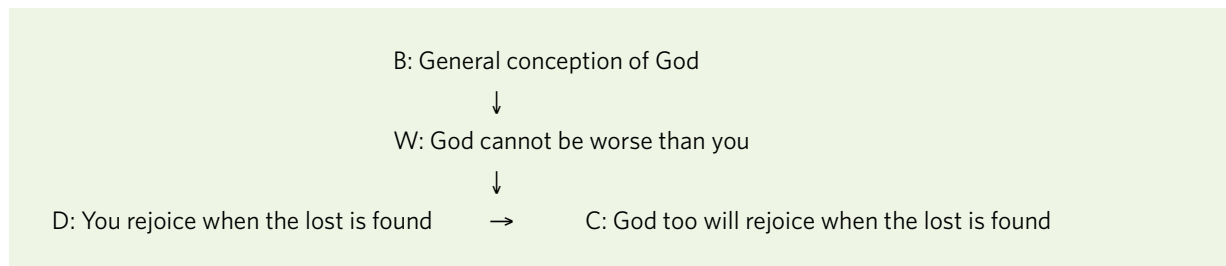 B: General conception of God
↓
W: God cannot be worse than you
↓
D: You rejoice when the lost is found → C: God too will rejoice when the lost is found